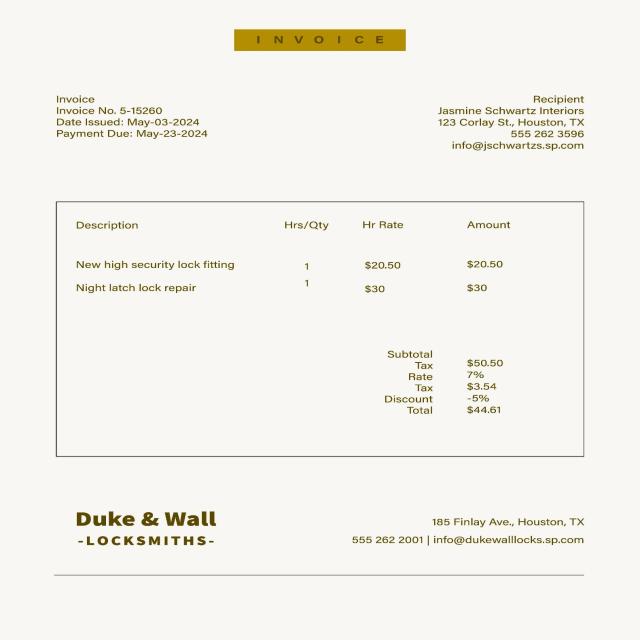 INVOICE
Invoice
Invoice No. 5-15260
Date Issued: May-03-2024
Payment Due: May-23-2024
Recipient
Jasmine Schwartz Interiors
123 Corlay St., Houston, TX
555 262 3596
info@jschwartzs.sp.com
Description Hrs/Qty Hr Rate Amount
New high security lock fitting 1 $20.50 $20.50
Night latch lock repair 1 $30 $30
Subtotal $50.50
Tax
Rate 7%
Tax $3.54
Discount -5%
Total $44.61
Duke & Wall
-LOCKSMITHS-
185 Finlay Ave., Houston, TX
555 262 2001 | info@dukewalllocks.sp.com